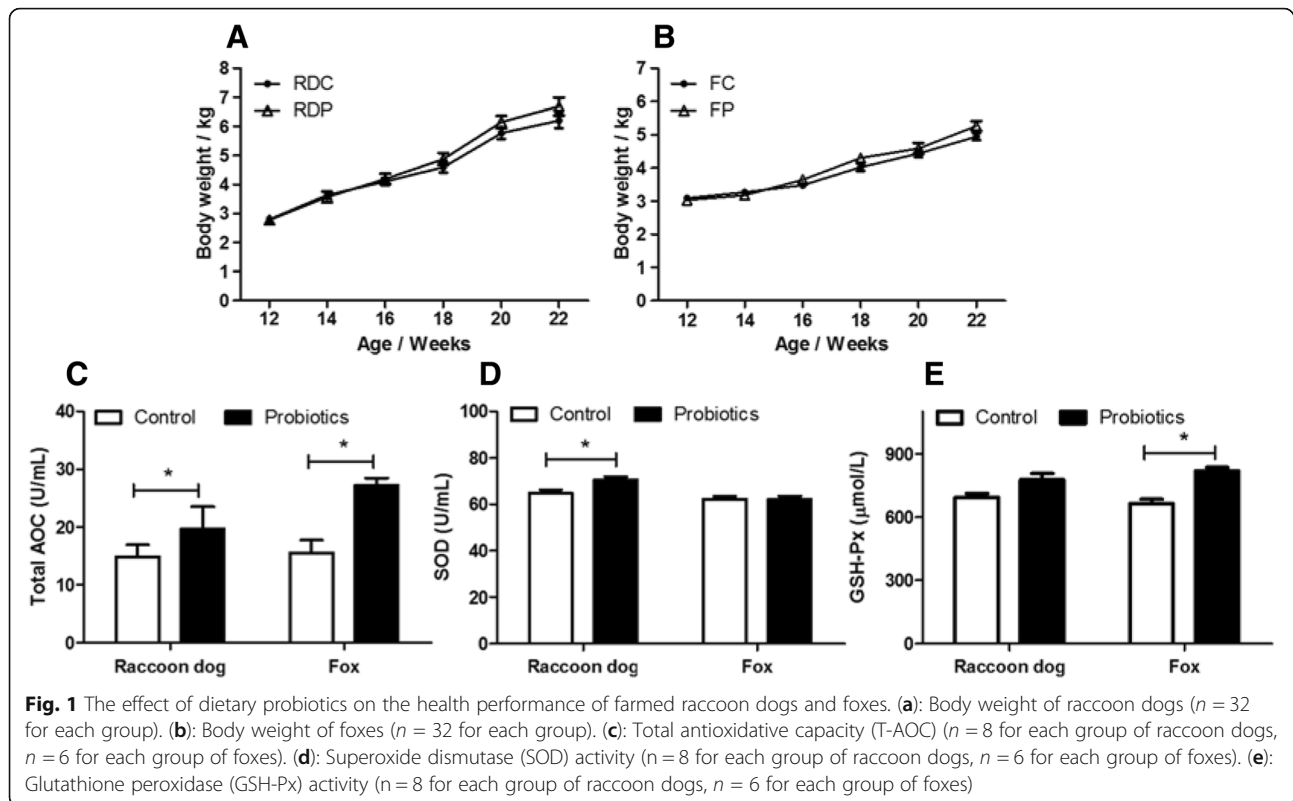 A
B
8
7
6
5
4
3
2
1
0
Body weight / kg
RDC
RDP
12 14 16 18 20 22
Age / Weeks
7
6
5
4
3
2
1
0
Body weight / kg
FC
FP
12 14 16 18 20 22
Age / Weeks
C
D
E
40
30
20
10
0
Total AOC (U/mL)
Control Probiotics
*
*
Raccoon dog Fox
100
80
60
40
20
0
SOD (U/mL)
Control Probiotics
*
Raccoon dog Fox
900
600
300
0
GSH-Px (μmol/L)
Control Probiotics
*
Raccoon dog Fox
Fig. 1 The effect of dietary probiotics on the health performance of farmed raccoon dogs and foxes. (a): Body weight of raccoon dogs (n = 32
for each group). (b): Body weight of foxes (n = 32 for each group). (c): Total antioxidative capacity (T-AOC) (n = 8 for each group of raccoon dogs,
n = 6 for each group of foxes). (d): Superoxide dismutase (SOD) activity (n = 8 for each group of raccoon dogs, n = 6 for each group of foxes). (e):
Glutathione peroxidase (GSH-Px) activity (n = 8 for each group of raccoon dogs, n = 6 for each group of foxes)